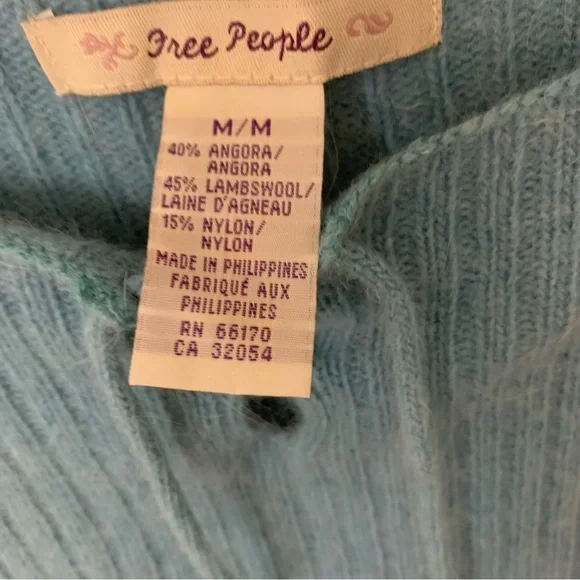 Free People
M/M
40% ANGORA/
ANGORA
45% LAMBSWOOL/
LAINE D'AGNEAU
15% NYLON/
NYLON
MADE IN PHILIPPINES
FABRIQUÉ AUX
PHILIPPINES
RN 66170
CA 32054